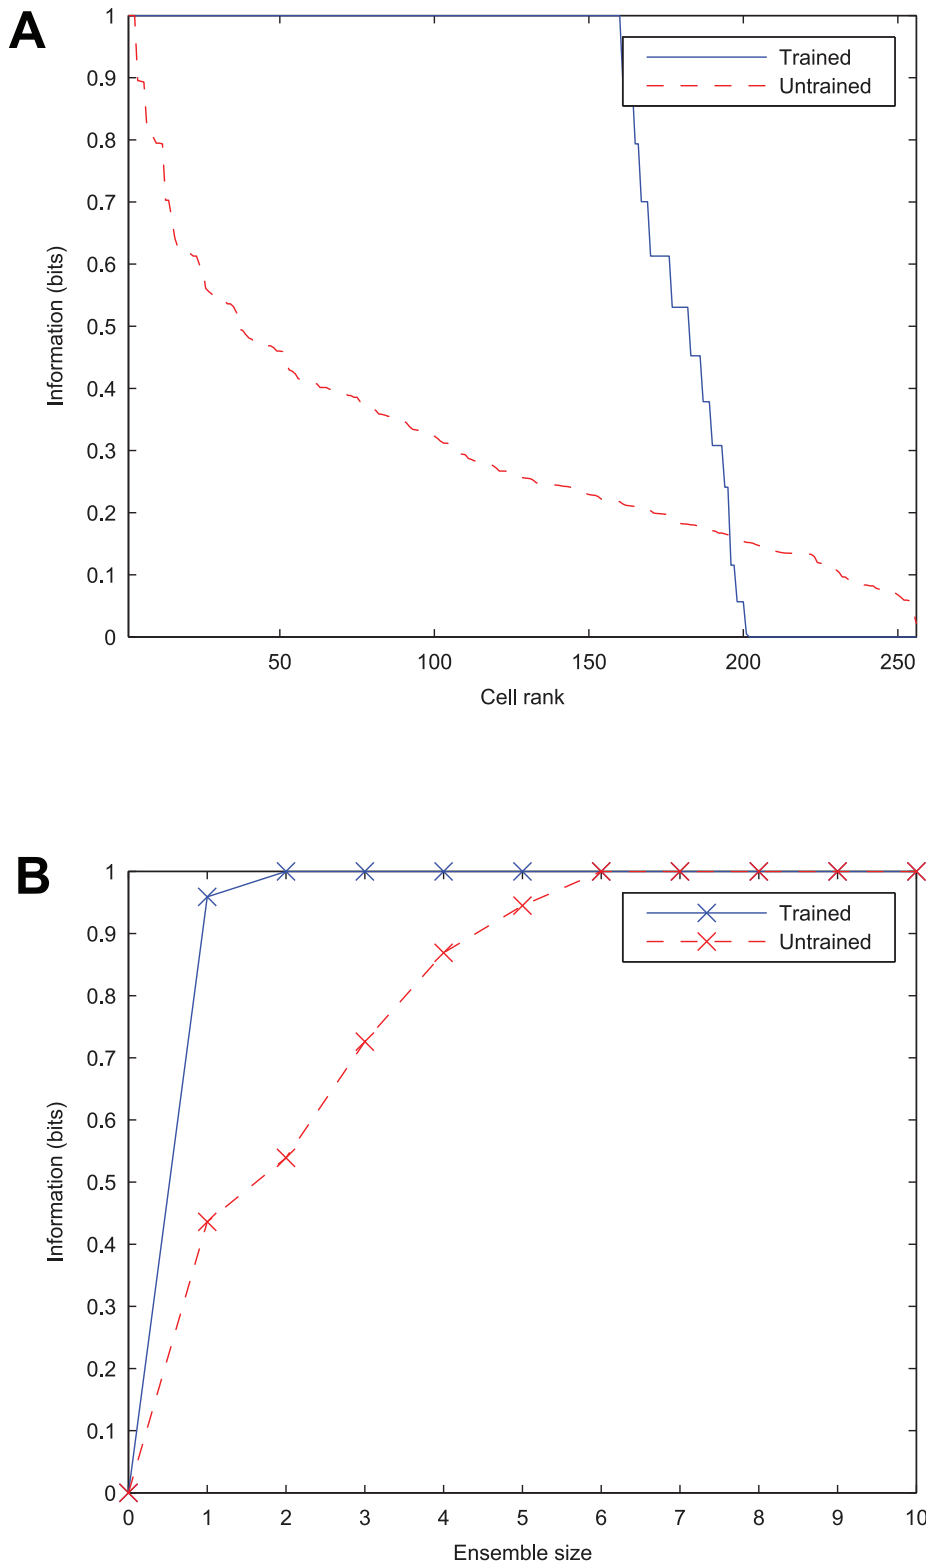 A
1
0.9
0.8
0.7
0.6
0.5
0.4
0.3
0.2
0.1
0
Information (bits)
Trained
Untrained
50 100 150 200 250
Cell rank
B
1
0.9
0.8
0.7
0.6
0.5
0.4
0.3
0.2
0.1
0
Information (bits)
Trained
Untrained
0 1 2 3 4 5 6 7 8 9 10
Ensemble size